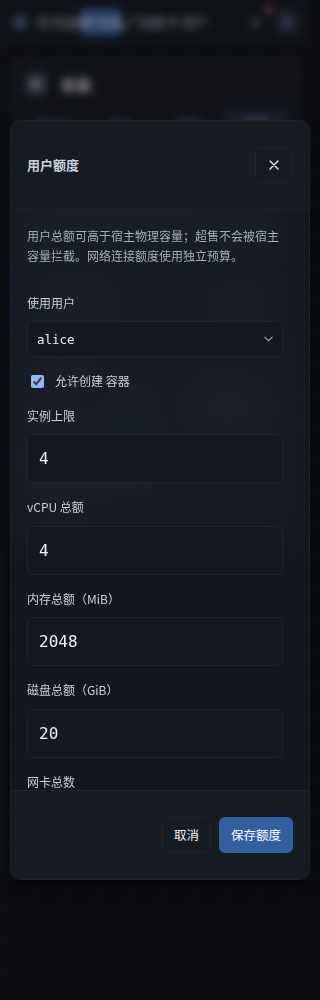 用户额度
用户总额可高于宿主物理容量；超售不会被宿主
容量拦截。网络连接额度使用独立预算。
使用用户
alice
允许创建 容器
实例上限
4
vCPU 总额
4
内存总额（MiB）
2048
磁盘总额（GiB）
20
网卡总数
取消
保存额度